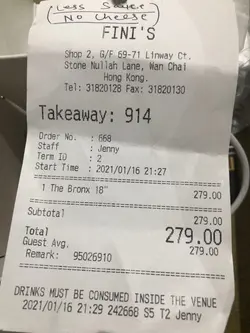 Less Sauce
No Cheese
FINI'S
Shop 2, G/F 69-71 Linway Ct.
Stone Nullah Lane, Wan Chai
Hong Kong.
Tel: 31820128 Fax: 31820130
Takeaway: 914
Order No. : 668
Staff : Jenny
Term ID : 2
Start Time : 2021/01/16 21:27
1 The Bronx 18" 279.00
Subtotal 279.00
Total 279.00
Guest Avg. 279.00
Remark: 95026910
DRINKS MUST BE CONSUMED INSIDE THE VENUE
2021/01/16 21:29 242668 S5 T2 Jenny